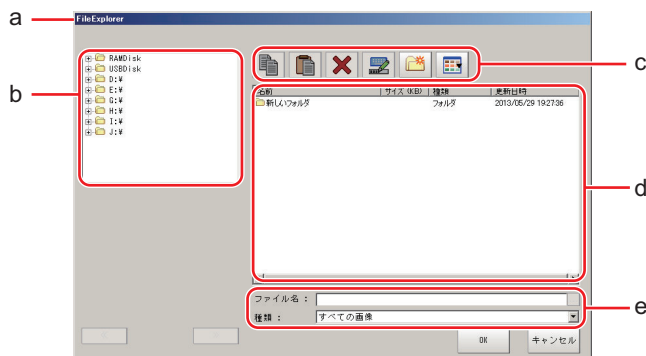 a
FileExplorer
b
RAMDisk
USBDisk
D:¥
E:¥
G:¥
H:¥
I:¥
J:¥
c
名前 サイズ (KB) 種類 更新日時
新しいフォルダ フォルダ 2013/05/29 19:27:36
d
ファイル名 :
種類 : すべての画像
e
OK キャンセル